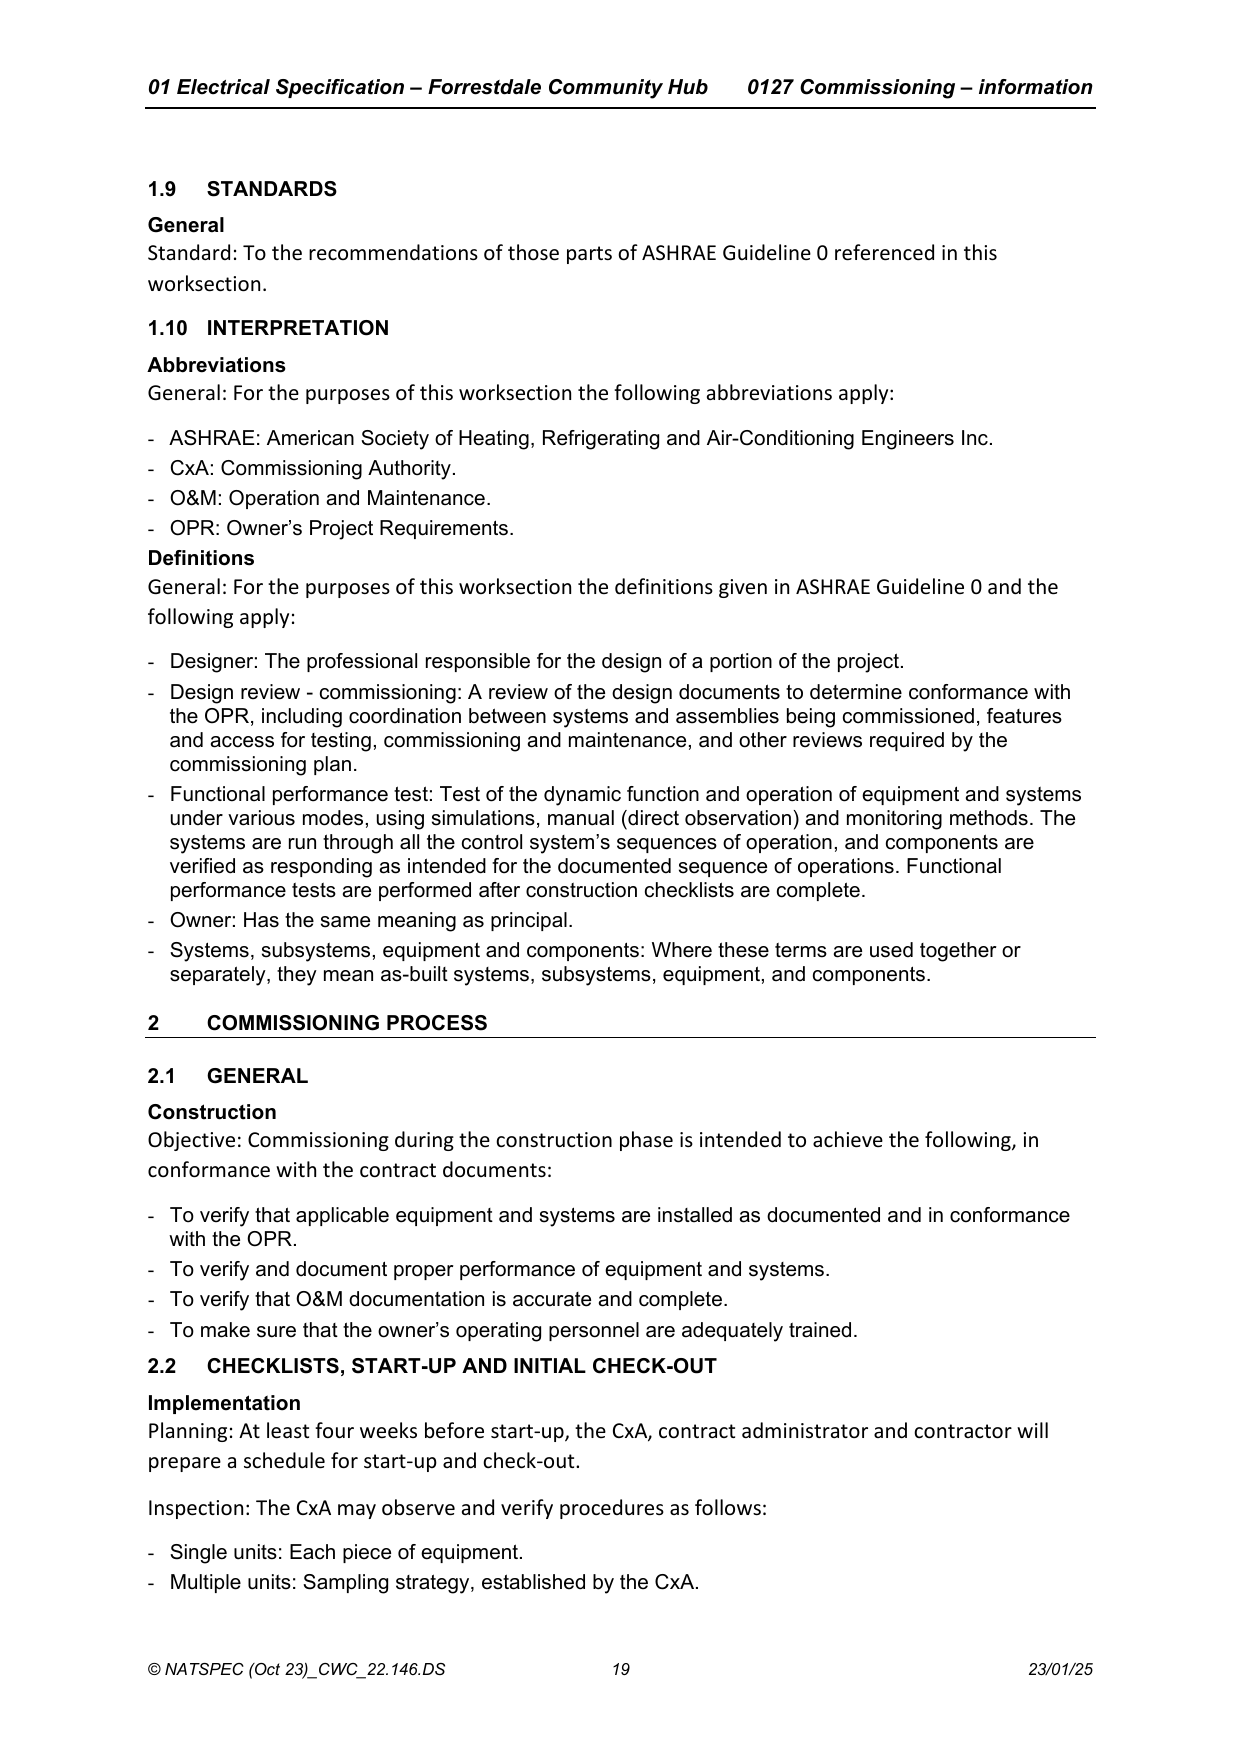 01 Electrical Specification – Forrestdale Community Hub 0127 Commissioning – information
1.9 STANDARDS
General
Standard: To the recommendations of those parts of ASHRAE Guideline 0 referenced in this
worksection.
1.10 INTERPRETATION
Abbreviations
General: For the purposes of this worksection the following abbreviations apply:
- ASHRAE: American Society of Heating, Refrigerating and Air-Conditioning Engineers Inc.
- CxA: Commissioning Authority.
- O&M: Operation and Maintenance.
- OPR: Owner’s Project Requirements.
Definitions
General: For the purposes of this worksection the definitions given in ASHRAE Guideline 0 and the
following apply:
- Designer: The professional responsible for the design of a portion of the project.
- Design review - commissioning: A review of the design documents to determine conformance with
the OPR, including coordination between systems and assemblies being commissioned, features
and access for testing, commissioning and maintenance, and other reviews required by the
commissioning plan.
- Functional performance test: Test of the dynamic function and operation of equipment and systems
under various modes, using simulations, manual (direct observation) and monitoring methods. The
systems are run through all the control system’s sequences of operation, and components are
verified as responding as intended for the documented sequence of operations. Functional
performance tests are performed after construction checklists are complete.
- Owner: Has the same meaning as principal.
- Systems, subsystems, equipment and components: Where these terms are used together or
separately, they mean as-built systems, subsystems, equipment, and components.
2 COMMISSIONING PROCESS
2.1 GENERAL
Construction
Objective: Commissioning during the construction phase is intended to achieve the following, in
conformance with the contract documents:
- To verify that applicable equipment and systems are installed as documented and in conformance
with the OPR.
- To verify and document proper performance of equipment and systems.
- To verify that O&M documentation is accurate and complete.
- To make sure that the owner’s operating personnel are adequately trained.
2.2 CHECKLISTS, START-UP AND INITIAL CHECK-OUT
Implementation
Planning: At least four weeks before start-up, the CxA, contract administrator and contractor will
prepare a schedule for start-up and check-out.
Inspection: The CxA may observe and verify procedures as follows:
- Single units: Each piece of equipment.
- Multiple units: Sampling strategy, established by the CxA.
© NATSPEC (Oct 23)_CWC_22.146.DS 19 23/01/25